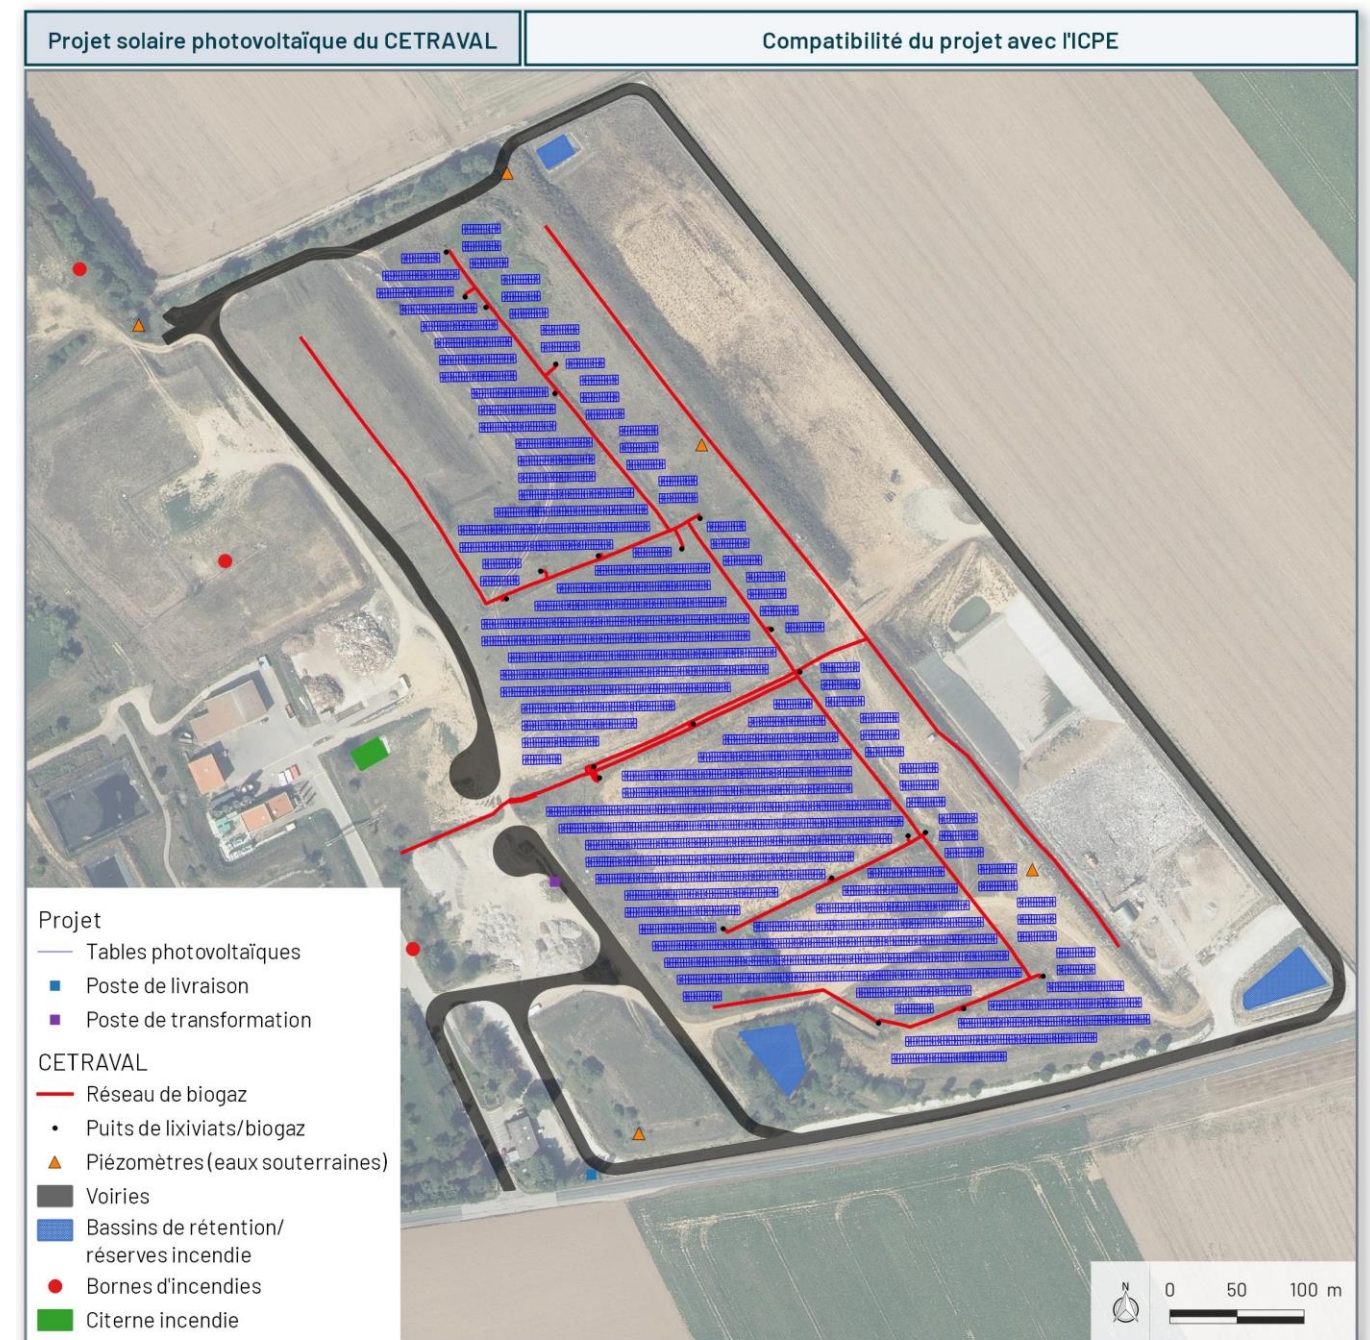 Projet solaire photovoltaïque du CETRAVAL
Compatibilité du projet avec l'ICPE
Projet
Tables photovoltaïques
Poste de livraison
Poste de transformation
CETRAVAL
Réseau de biogaz
Puits de lixiviats/biogaz
Piézomètres (eaux souterraines)
Voiries
Bassins de rétention/
réserves incendie
Bornes d'incendies
Citerne incendie
N
0 50 100 m